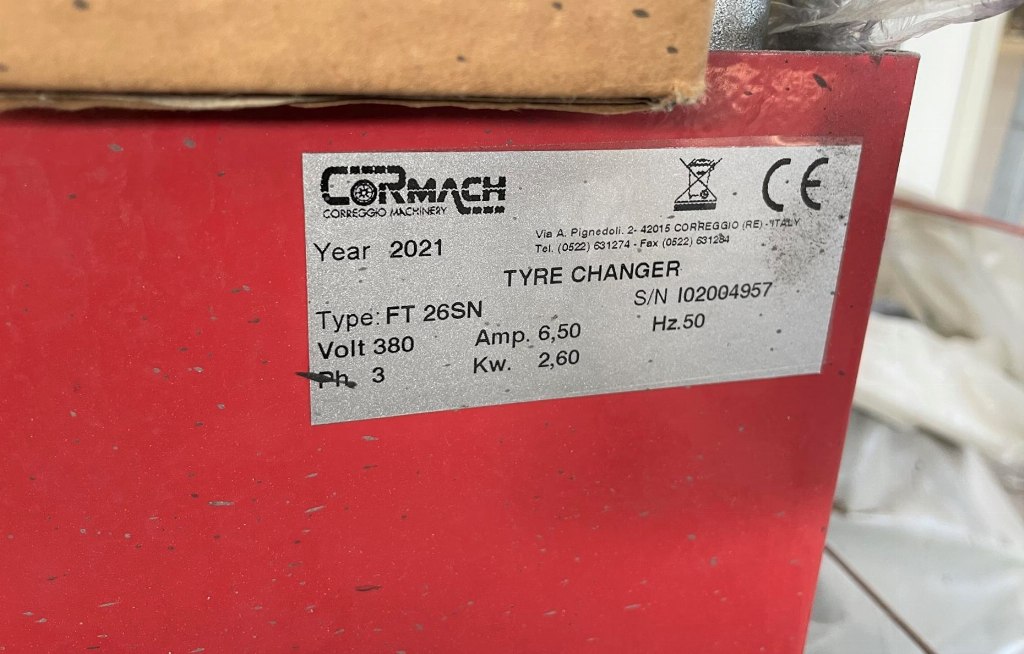 CORMACH
CORREGGIO MACHINERY
CE
Via A. Pignedoli. 2- 42015 CORREGGIO (RE) - ITALY
Tel. (0522) 631274 - Fax (0522) 631284
Year 2021
TYRE CHANGER
Type: FT 26SN
S/N I02004957
Volt 380
Amp. 6,50
Hz.50
Ph. 3
Kw. 2,60